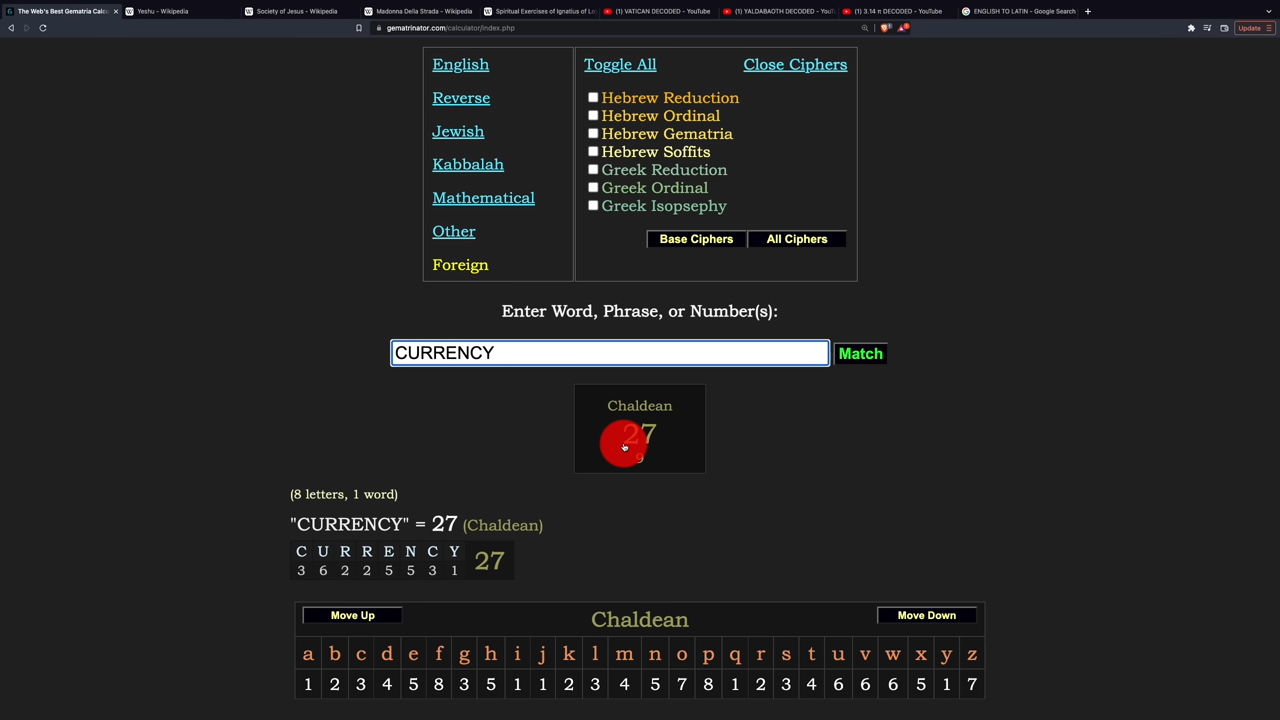 The Web's Best Gematria Calcu
Yeshu - Wikipedia
Society of Jesus - Wikipedia
Madonna Della Strada - Wikipedia
Spiritual Exercises of Ignatius of Lo
(1) VATICAN DECODED - YouTube
(1) YALDABAOTH DECODED - YouT
(1) 3.14 π DECODED - YouTube
ENGLISH TO LATIN - Google Search
gematrinator.com/calculator/index.php
Update
English
Reverse
Jewish
Kabbalah
Mathematical
Other
Foreign
Toggle All
Close Ciphers
Hebrew Reduction
Hebrew Ordinal
Hebrew Gematria
Hebrew Soffits
Greek Reduction
Greek Ordinal
Greek Isopsephy
Base Ciphers
All Ciphers
Enter Word, Phrase, or Number(s):
CURRENCY
Match
Chaldean
27
9
(8 letters, 1 word)
"CURRENCY" = 27 (Chaldean)
C U R R E N C Y
3 6 2 2 5 5 3 1
27
Move Up
Chaldean
Move Down
a b c d e f g h i j k l m n o p q r s t u v w x y z
1 2 3 4 5 8 3 5 1 1 2 3 4 5 7 8 1 2 3 4 6 6 6 5 1 7